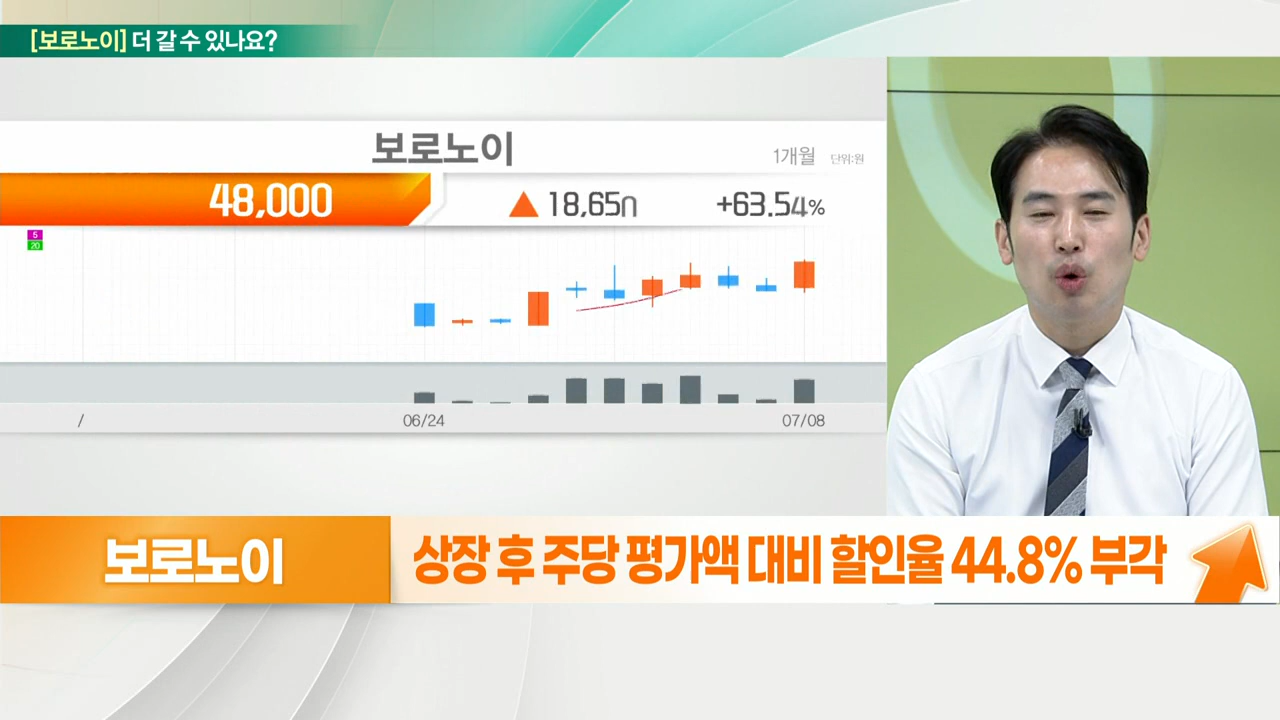 [보로노이] 더 갈 수 있나요?
보로노이
1개월 단위:원
48,000 ▲ +63.54%
5
20
/ 06/24 07/08
보로노이 상장 후 주당 평가액 대비 할인율 44.8% 부각